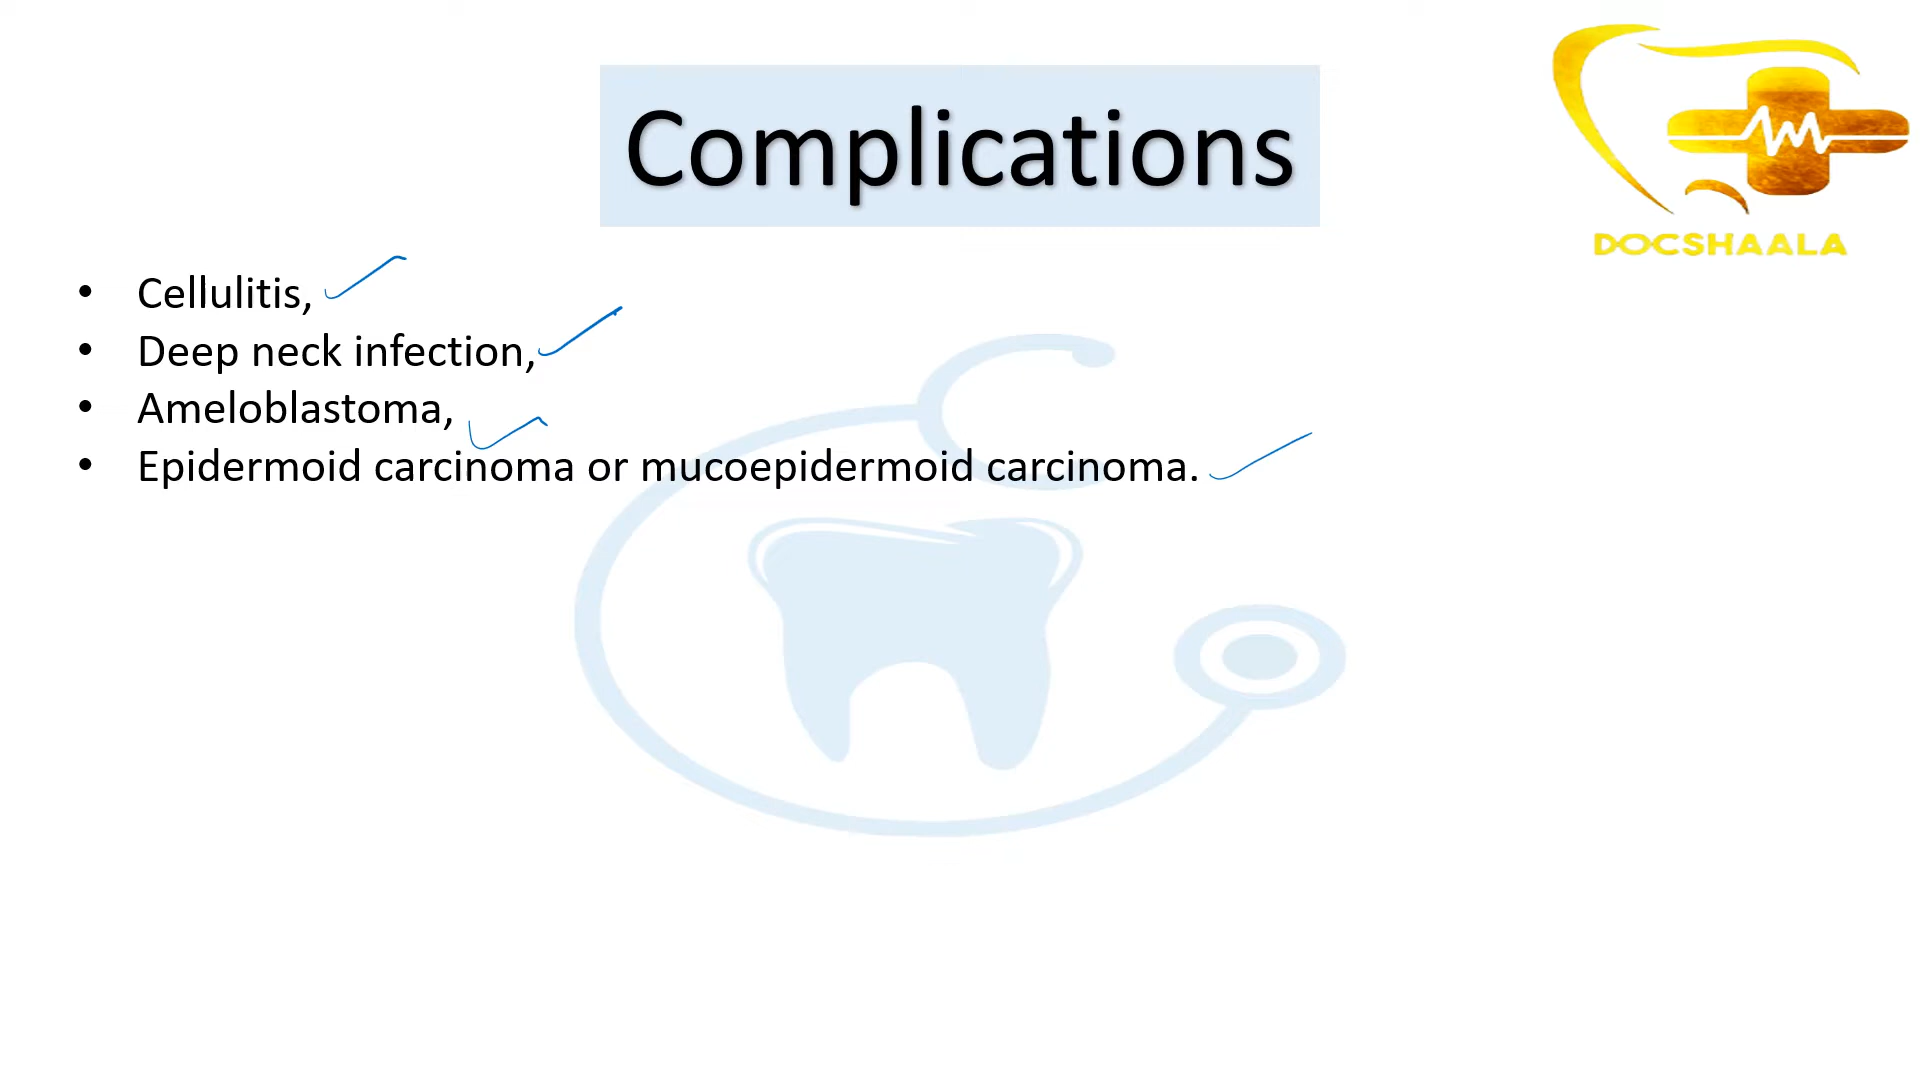 Complications
DOCSHAALA
• Cellulitis,
• Deep neck infection,
• Ameloblastoma,
• Epidermoid carcinoma or mucoepidermoid carcinoma.